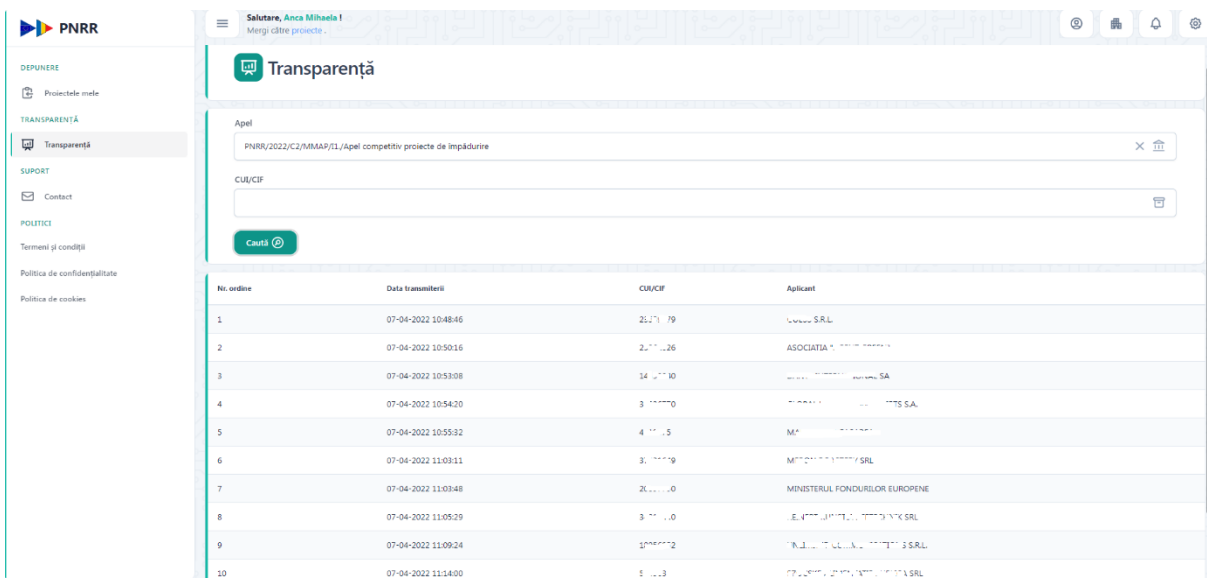 PNRR
Salutare, Anca Mihaela !
Mergi către proiecte .
DEPUNERE
Proiectele mele
TRANSPARENȚĂ
Transparență
SUPORT
Contact
POLITICI
Termeni și condiții
Politica de confidențialitate
Politica de cookies
Transparență
Apel
PNRR/2022/C2/MMAP/I1./Apel competitiv proiecte de împădurire
CUI/CIF
Caută
Nr. ordine Data transmiterii CUI/CIF Aplicant
1 07-04-2022 10:48:46 S.R.L.
2 07-04-2022 10:50:16 ASOCIATIA
3 07-04-2022 10:53:08 SA
4 07-04-2022 10:54:20 S.A.
5 07-04-2022 10:55:32
6 07-04-2022 11:03:11 SRL
7 07-04-2022 11:03:48 MINISTERUL FONDURILOR EUROPENE
8 07-04-2022 11:05:29 SRL
9 07-04-2022 11:09:24 S.R.L.
10 07-04-2022 11:14:00 SRL